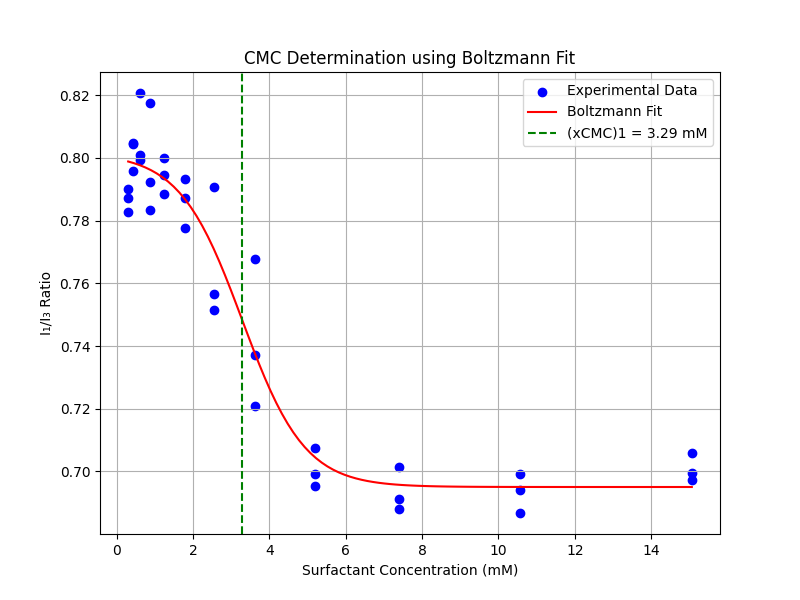 CMC Determination using Boltzmann Fit
Experimental Data
Boltzmann Fit
(xCMC)1 = 3.29 mM
I₁/I₃ Ratio
0.82
0.80
0.78
0.76
0.74
0.72
0.70
0 2 4 6 8 10 12 14
Surfactant Concentration (mM)